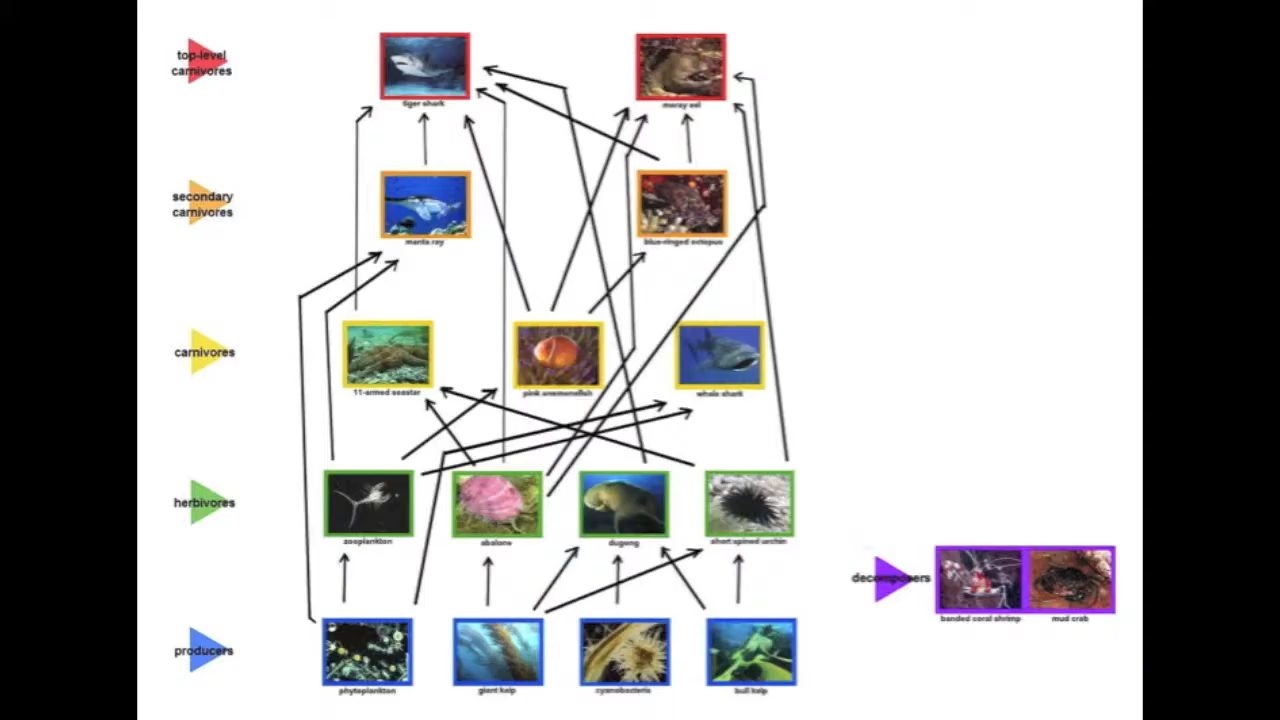 top-level
carnivores
tiger shark
moray eel
secondary
carnivores
manta ray
blue-ringed octopus
carnivores
11-armed seastar
pink anemonefish
whale shark
herbivores
zooplankton
abalone
dugong
short spined urchin
decomposers
banded coral shrimp
mud crab
producers
phytoplankton
giant kelp
cyanobacteria
bull kelp